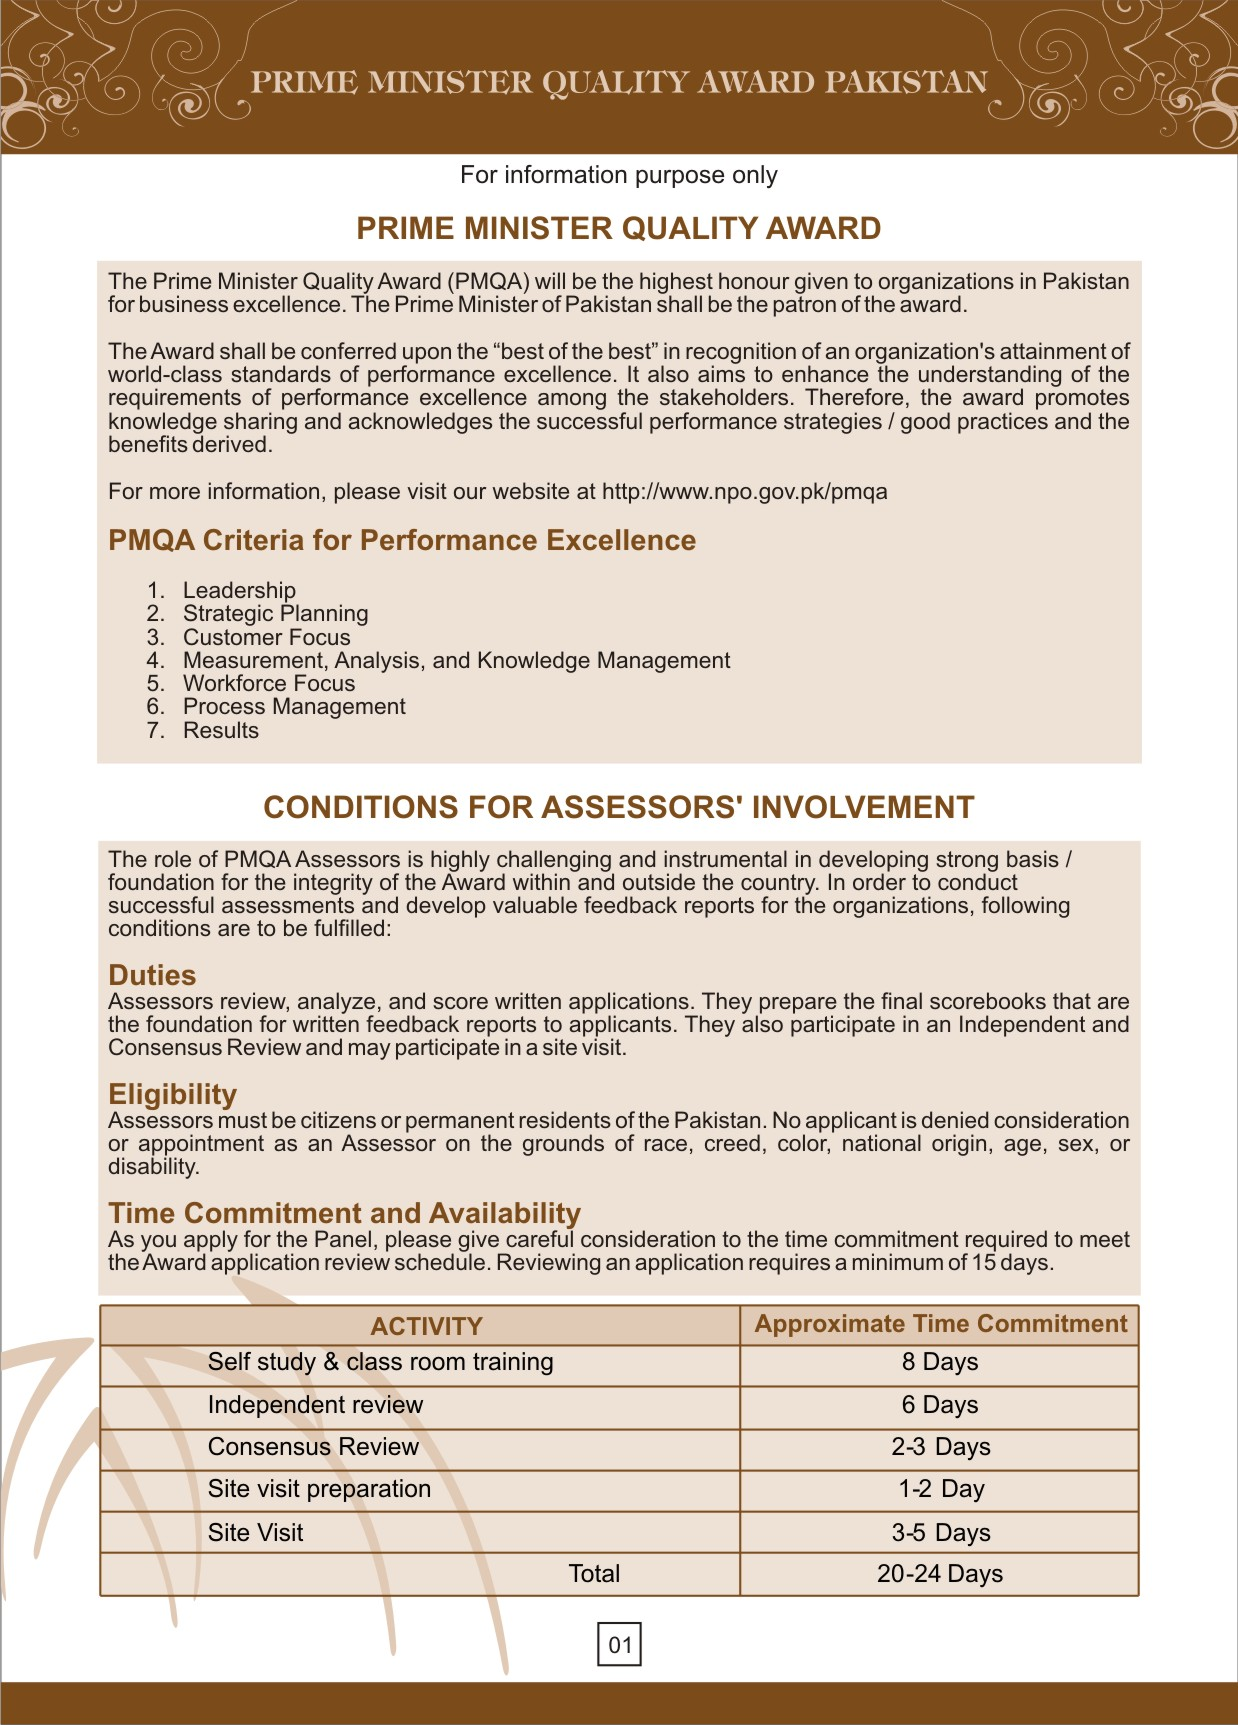 PRIME MINISTER QUALITY AWARD PAKISTAN
For information purpose only
PRIME MINISTER QUALITY AWARD
The Prime Minister Quality Award (PMQA) will be the highest honour given to organizations in Pakistan
for business excellence. The Prime Minister of Pakistan shall be the patron of the award.
The Award shall be conferred upon the “best of the best” in recognition of an organization's attainment of
world-class standards of performance excellence. It also aims to enhance the understanding of the
requirements of performance excellence among the stakeholders. Therefore, the award promotes
knowledge sharing and acknowledges the successful performance strategies / good practices and the
benefits derived.
For more information, please visit our website at http://www.npo.gov.pk/pmqa
PMQA Criteria for Performance Excellence
1. Leadership
2. Strategic Planning
3. Customer Focus
4. Measurement, Analysis, and Knowledge Management
5. Workforce Focus
6. Process Management
7. Results
CONDITIONS FOR ASSESSORS' INVOLVEMENT
The role of PMQA Assessors is highly challenging and instrumental in developing strong basis /
foundation for the integrity of the Award within and outside the country. In order to conduct
successful assessments and develop valuable feedback reports for the organizations, following
conditions are to be fulfilled:
Duties
Assessors review, analyze, and score written applications. They prepare the final scorebooks that are
the foundation for written feedback reports to applicants. They also participate in an Independent and
Consensus Review and may participate in a site visit.
Eligibility
Assessors must be citizens or permanent residents of the Pakistan. No applicant is denied consideration
or appointment as an Assessor on the grounds of race, creed, color, national origin, age, sex, or
disability.
Time Commitment and Availability
As you apply for the Panel, please give careful consideration to the time commitment required to meet
the Award application review schedule. Reviewing an application requires a minimum of 15 days.
ACTIVITY Approximate Time Commitment
Self study & class room training 8 Days
Independent review 6 Days
Consensus Review 2-3 Days
Site visit preparation 1-2 Day
Site Visit 3-5 Days
Total 20-24 Days
01